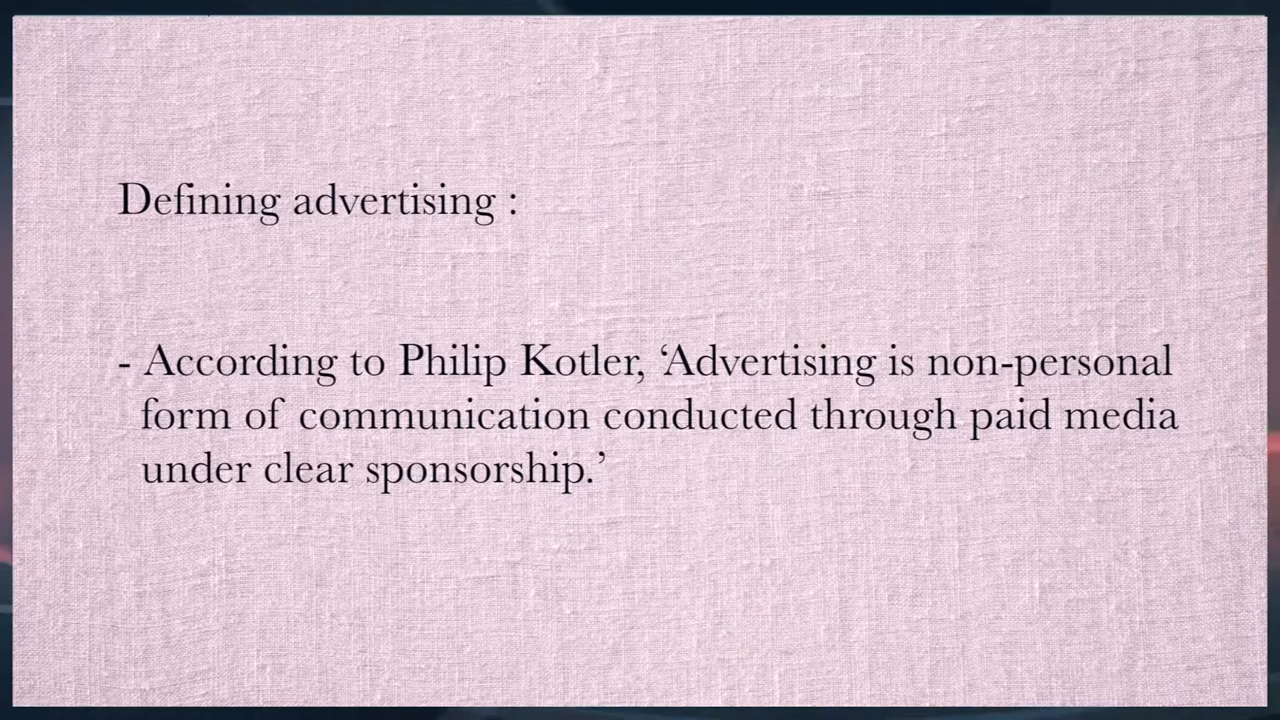 Defining advertising :
- According to Philip Kotler, ‘Advertising is non-personal
form of communication conducted through paid media
under clear sponsorship.’